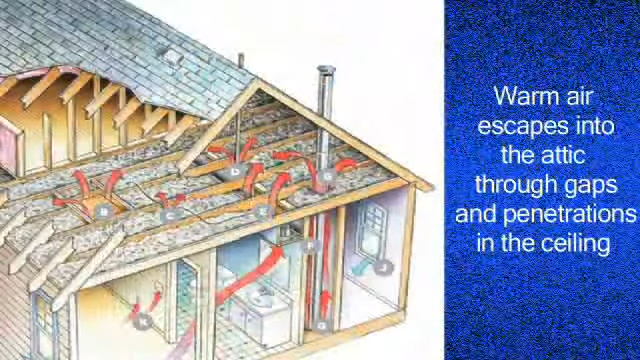 Warm air
escapes into
the attic
through gaps
and penetrations
in the ceiling
B
C
D
E
G
F
J
K